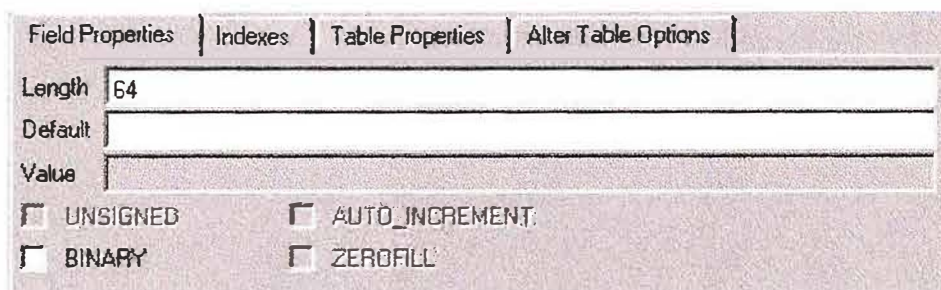 Field Properties Indexes Table Properties Alter Table Options
Length 64
Default
Value
UNSIGNED AUTO_INCREMENT
BINARY ZEROFILL